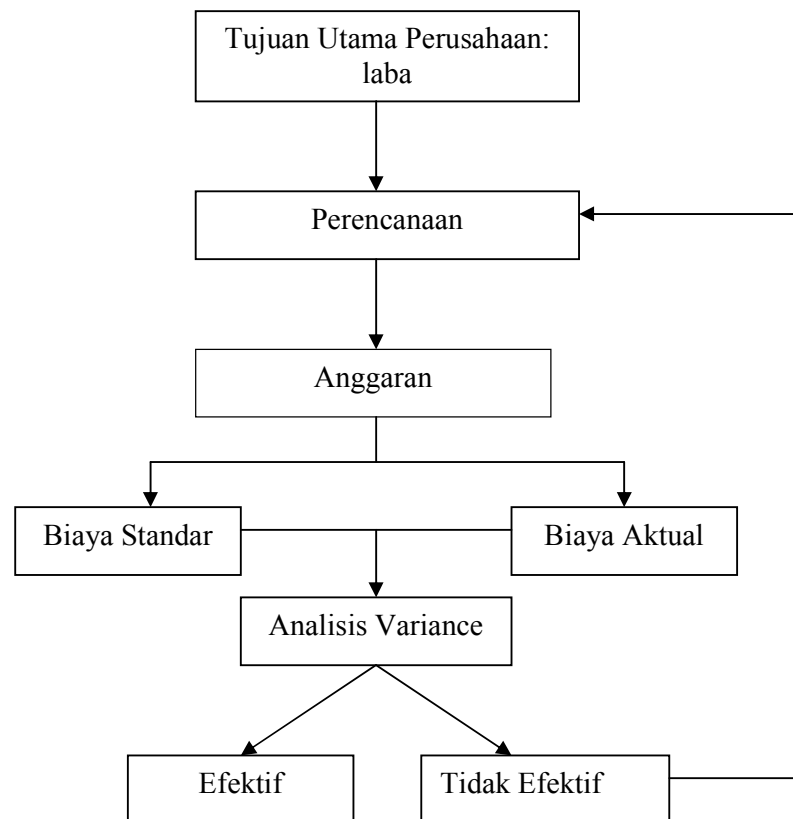 Tujuan Utama Perusahaan:
laba
Perencanaan
Anggaran
Biaya Standar
Biaya Aktual
Analisis Variance
Efektif
Tidak Efektif